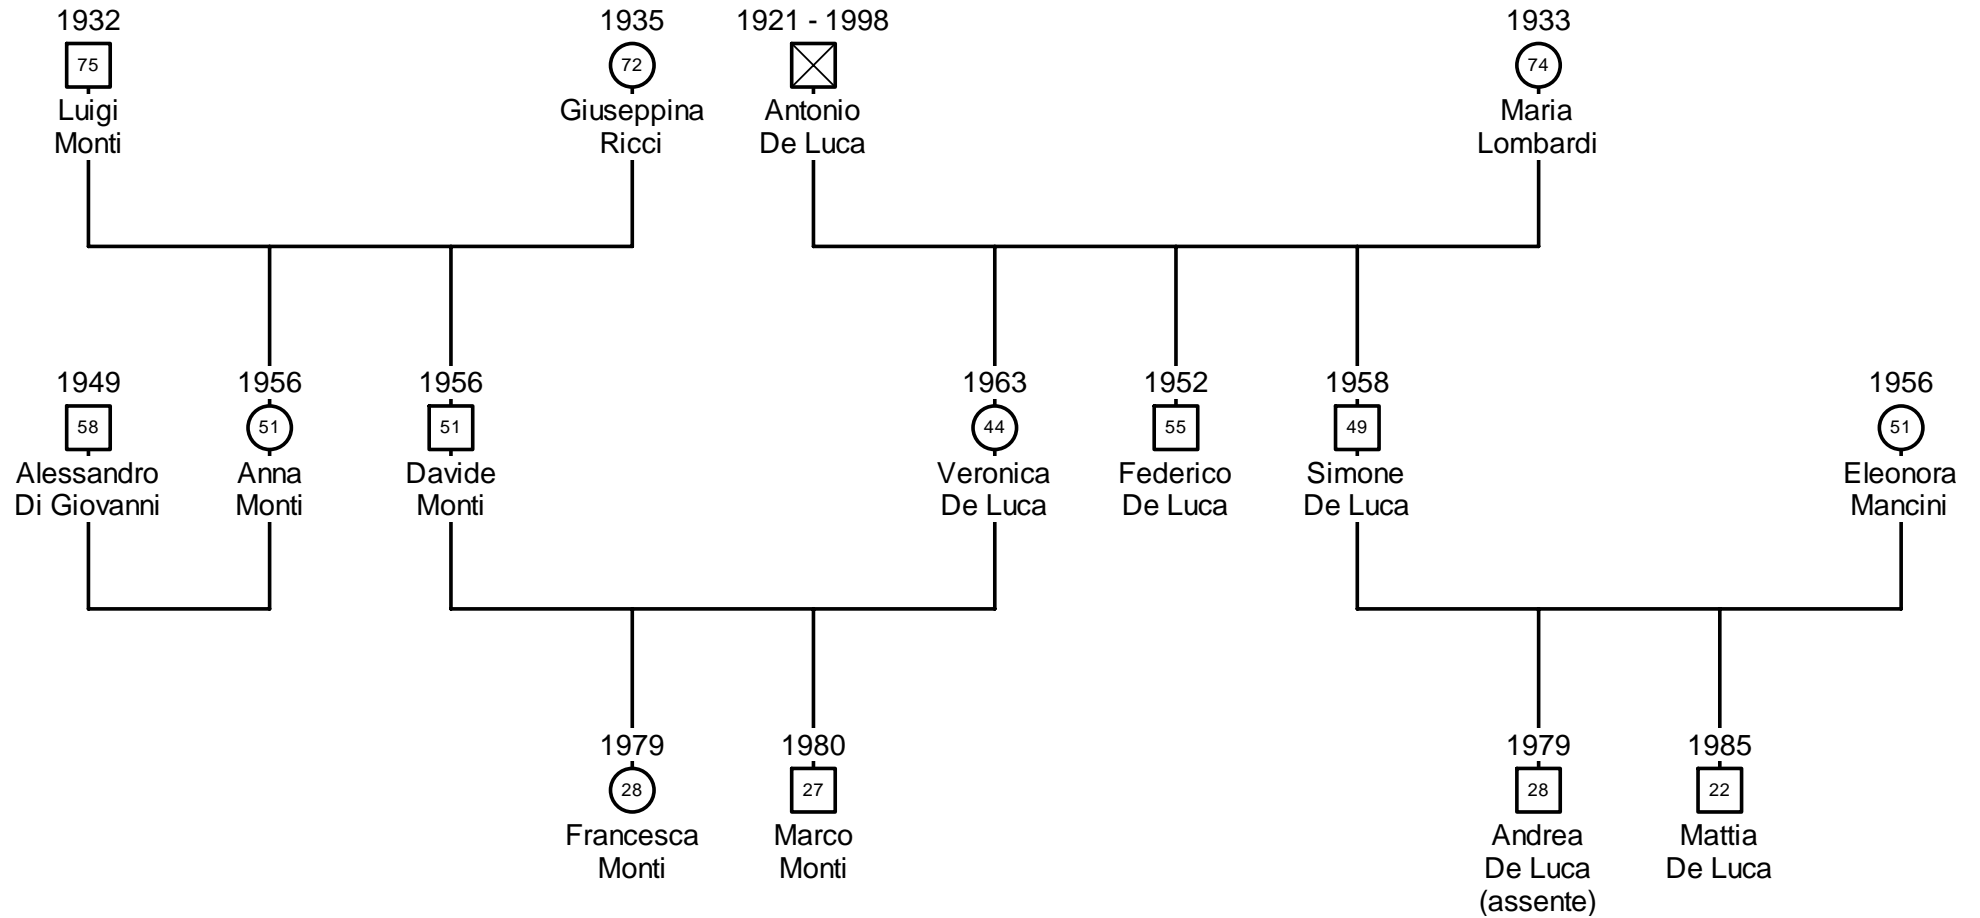 1932 1935 1921 - 1998 1933
75 72 74
Luigi Giuseppina Antonio Maria
Monti Ricci De Luca Lombardi
1949 1956 1956 1963 1952 1958 1956
58 51 51 44 55 49 51
Alessandro Anna Davide Veronica Federico Simone Eleonora
Di Giovanni Monti Monti De Luca De Luca De Luca Mancini
1979 1980 1979 1985
28 27 28 22
Francesca Marco Andrea Mattia
Monti Monti De Luca De Luca
(assente)